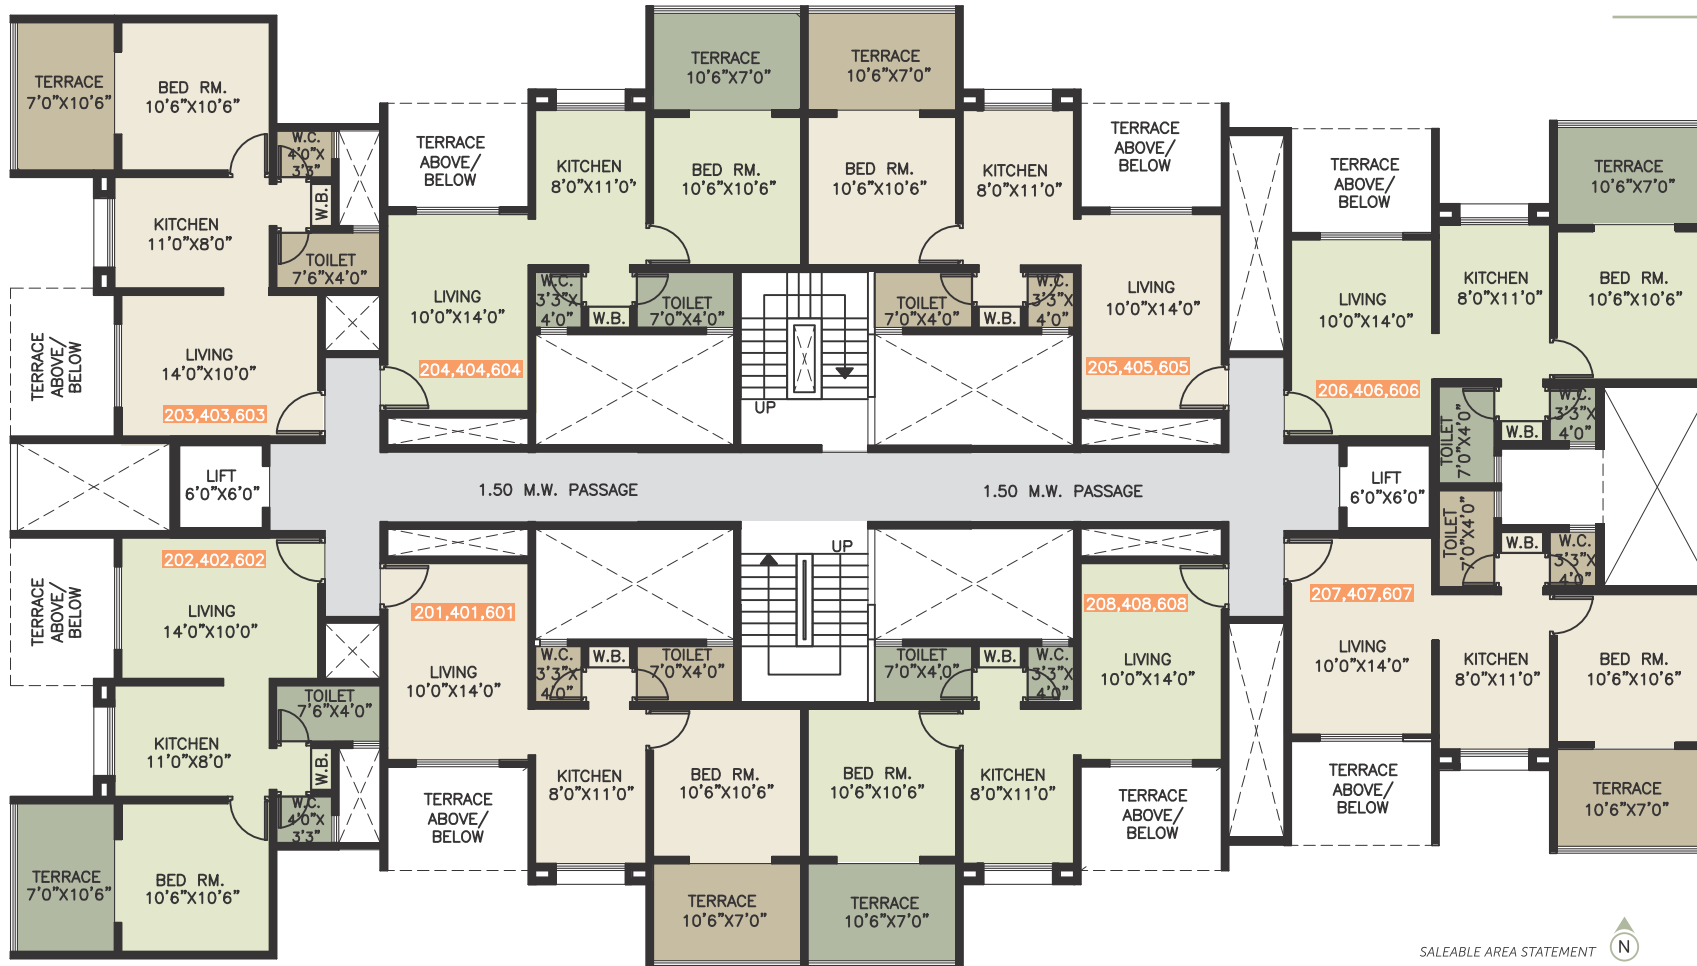 TERRACE
7'0"X10'6"
BED RM.
10'6"X10'6"
W.C.
4'0"X
3'3"
W.B.
KITCHEN
11'0"X8'0"
TOILET
7'6"X4'0"
TERRACE
ABOVE/
BELOW
LIVING
14'0"X10'0"
203,403,603
TERRACE
ABOVE/
BELOW
KITCHEN
8'0"X11'0"
TERRACE
10'6"X7'0"
BED RM.
10'6"X10'6"
LIVING
10'0"X14'0"
W.C.
3'3"X
4'0"
W.B.
TOILET
7'0"X4'0"
204,404,604
UP
TERRACE
10'6"X7'0"
BED RM.
10'6"X10'6"
KITCHEN
8'0"X11'0"
TERRACE
ABOVE/
BELOW
TOILET
7'0"X4'0"
W.B.
W.C.
3'3"X
4'0"
LIVING
10'0"X14'0"
205,405,605
TERRACE
ABOVE/
BELOW
TERRACE
10'6"X7'0"
KITCHEN
8'0"X11'0"
BED RM.
10'6"X10'6"
LIVING
10'0"X14'0"
206,406,606
TOILET
7'0"X4'0"
W.B.
W.C.
3'3"X
4'0"
LIFT
6'0"X6'0"
1.50 M.W. PASSAGE
1.50 M.W. PASSAGE
LIFT
6'0"X6'0"
202,402,602
TERRACE
ABOVE/
BELOW
LIVING
14'0"X10'0"
TOILET
7'6"X4'0"
KITCHEN
11'0"X8'0"
W.B.
W.C.
4'0"X
3'3"
TERRACE
7'0"X10'6"
BED RM.
10'6"X10'6"
201,401,601
LIVING
10'0"X14'0"
W.C.
3'3"X
4'0"
W.B.
TOILET
7'0"X4'0"
TERRACE
ABOVE/
BELOW
KITCHEN
8'0"X11'0"
BED RM.
10'6"X10'6"
TERRACE
10'6"X7'0"
UP
208,408,608
TOILET
7'0"X4'0"
W.B.
W.C.
3'3"X
4'0"
LIVING
10'0"X14'0"
BED RM.
10'6"X10'6"
KITCHEN
8'0"X11'0"
TERRACE
ABOVE/
BELOW
TERRACE
10'6"X7'0"
TOILET
7'0"X4'0"
W.B.
W.C.
3'3"X
4'0"
207,407,607
LIVING
10'0"X14'0"
KITCHEN
8'0"X11'0"
BED RM.
10'6"X10'6"
TERRACE
ABOVE/
BELOW
TERRACE
10'6"X7'0"
SALEABLE AREA STATEMENT
N